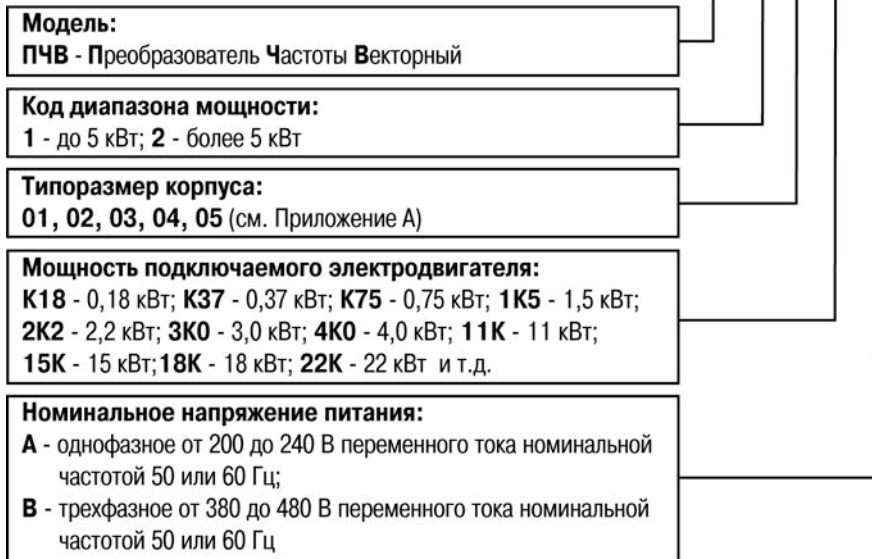 Модель:
ПЧВ - Преобразователь Частоты Векторный
Код диапазона мощности:
1 - до 5 кВт; 2 - более 5 кВт
Типоразмер корпуса:
01, 02, 03, 04, 05 (см. Приложение А)
Мощность подключаемого электродвигателя:
К18 - 0,18 кВт; К37 - 0,37 кВт; К75 - 0,75 кВт; 1К5 - 1,5 кВт;
2К2 - 2,2 кВт; 3К0 - 3,0 кВт; 4К0 - 4,0 кВт; 11К - 11 кВт;
15К - 15 кВт;18К - 18 кВт; 22К - 22 кВт и т.д.
Номинальное напряжение питания:
А - однофазное от 200 до 240 В переменного тока номинальной
частотой 50 или 60 Гц;
В - трехфазное от 380 до 480 В переменного тока номинальной
частотой 50 или 60 Гц